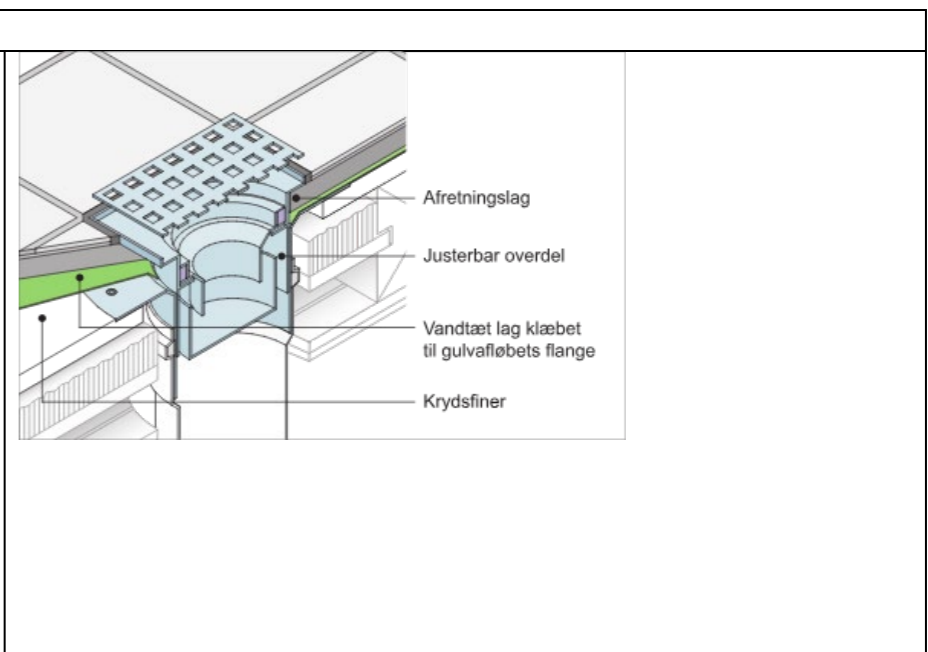 Afretningslag
Justerbar overdel
Vandtæt lag klæbet
til gulvafløbets flange
Krydsfiner